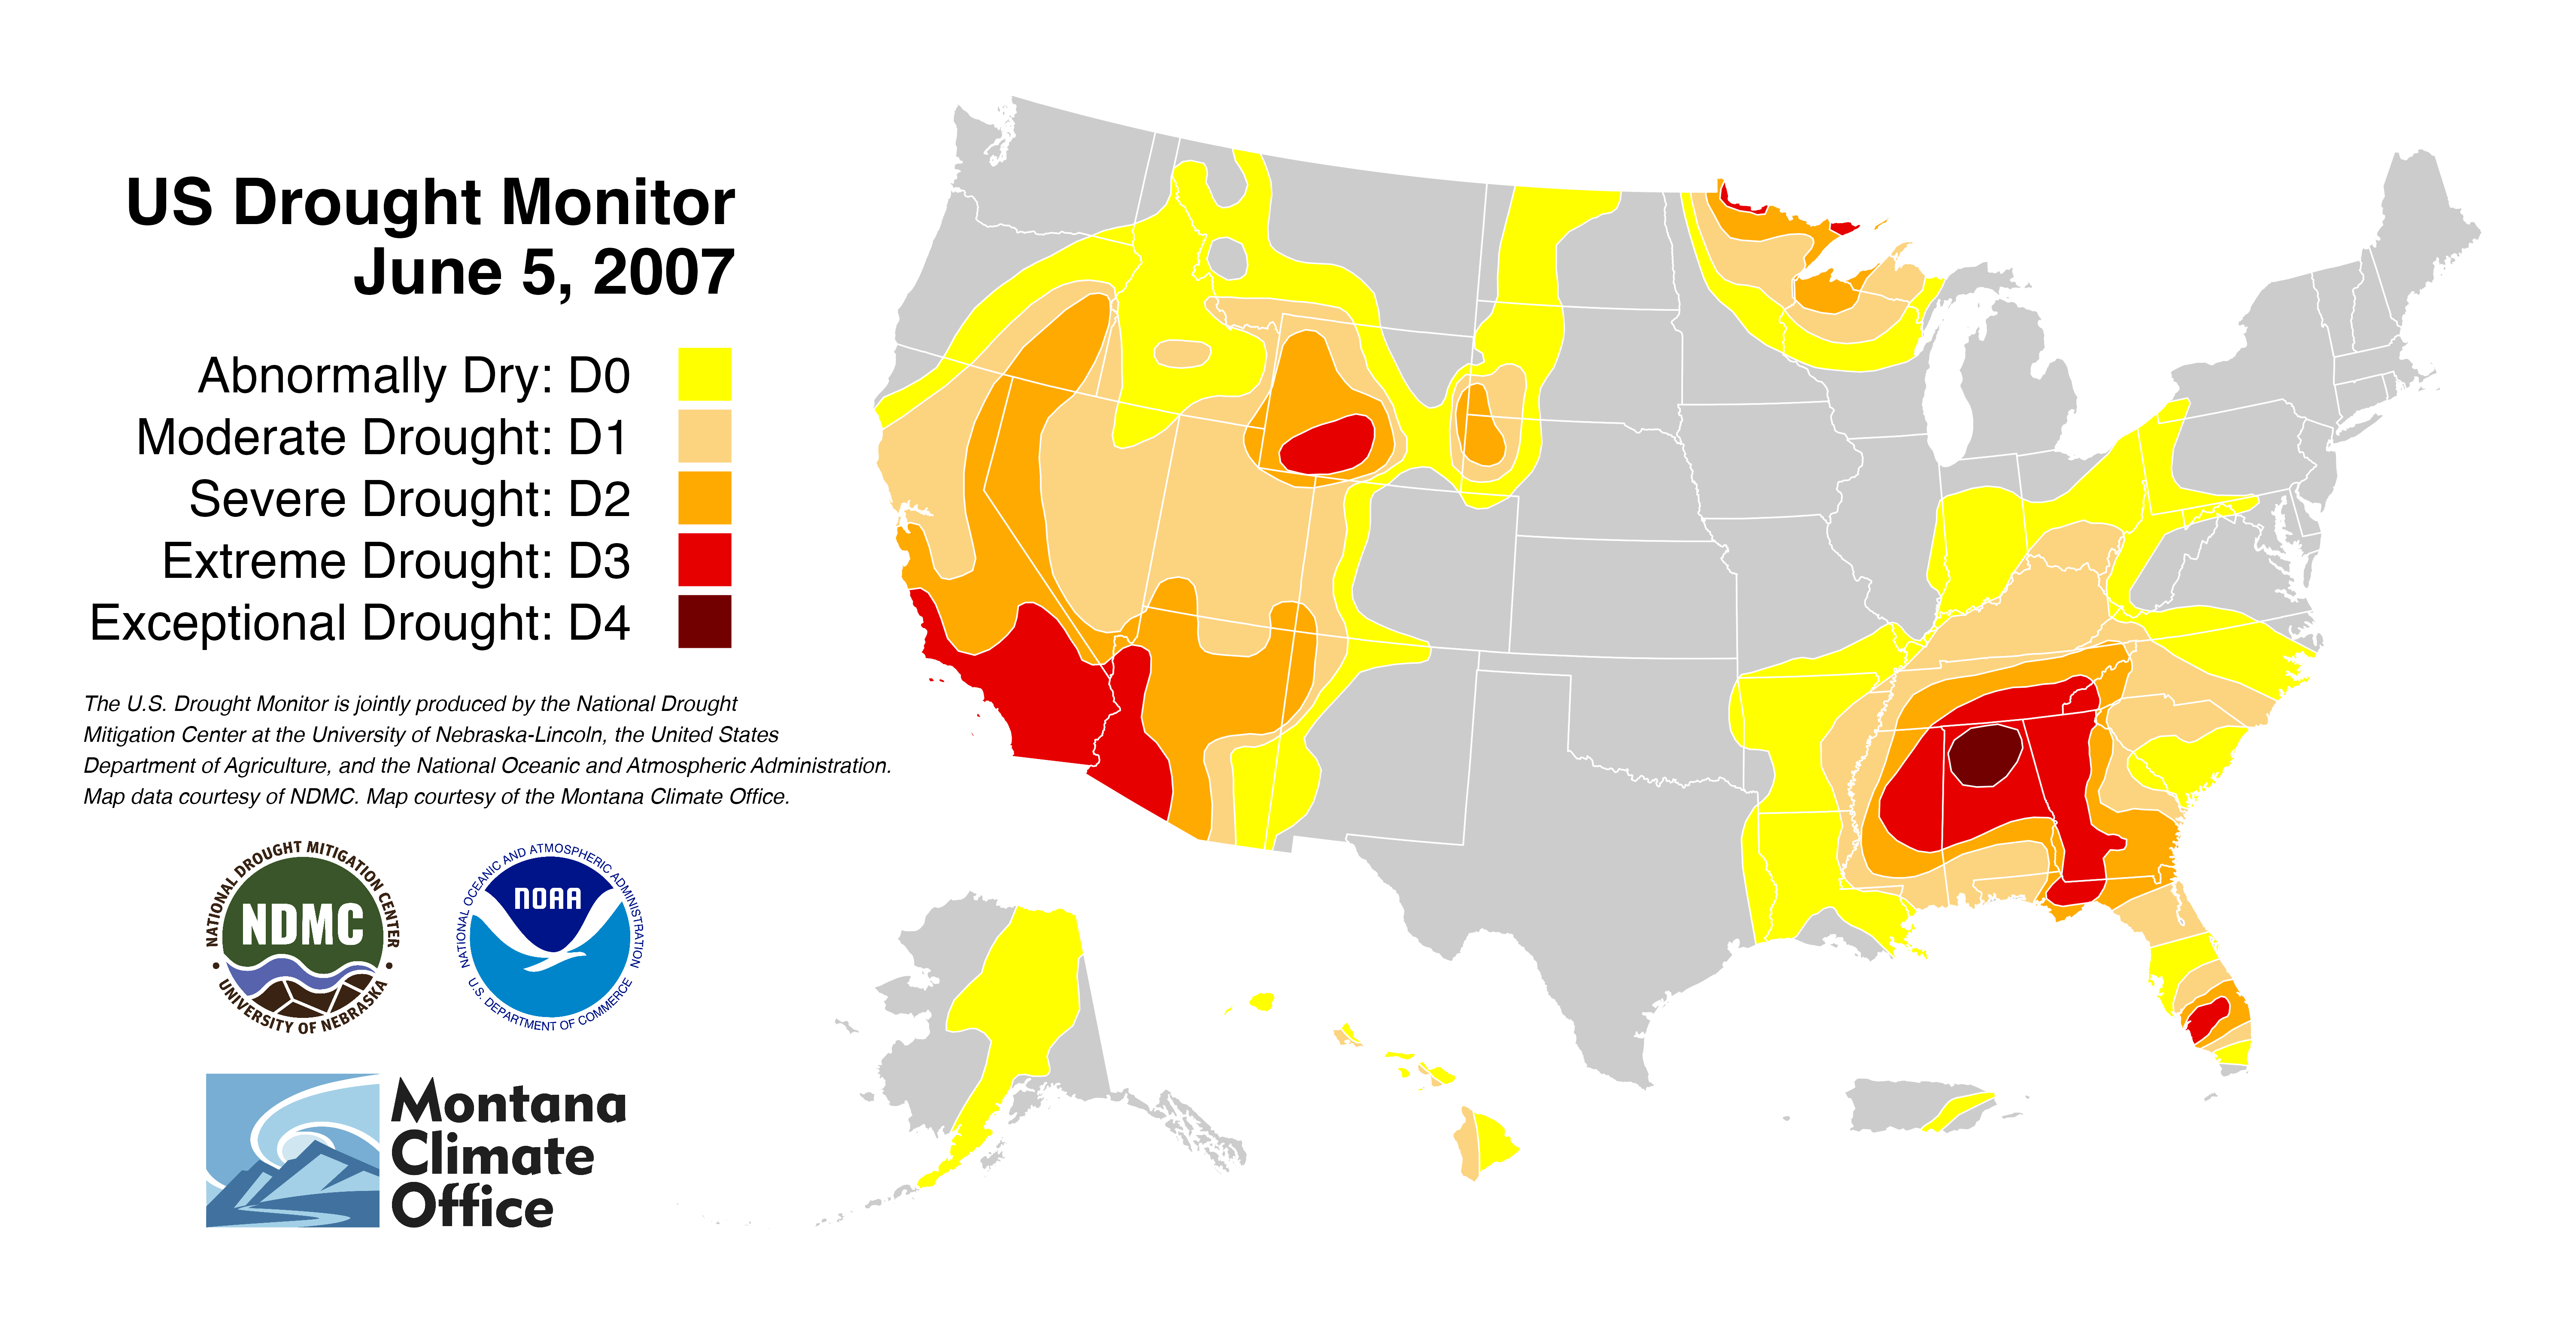 US Drought Monitor
June 5, 2007
Abnormally Dry: D0
Moderate Drought: D1
Severe Drought: D2
Extreme Drought: D3
Exceptional Drought: D4
The U.S. Drought Monitor is jointly produced by the National Drought
Mitigation Center at the University of Nebraska-Lincoln, the United States
Department of Agriculture, and the National Oceanic and Atmospheric Administration.
Map data courtesy of NDMC. Map courtesy of the Montana Climate Office.
NATIONAL DROUGHT MITIGATION CENTER
NDMC
• UNIVERSITY OF NEBRASKA •
NATIONAL OCEANIC AND ATMOSPHERIC ADMINISTRATION
NOAA
U.S. DEPARTMENT OF COMMERCE
Montana
Climate
Office